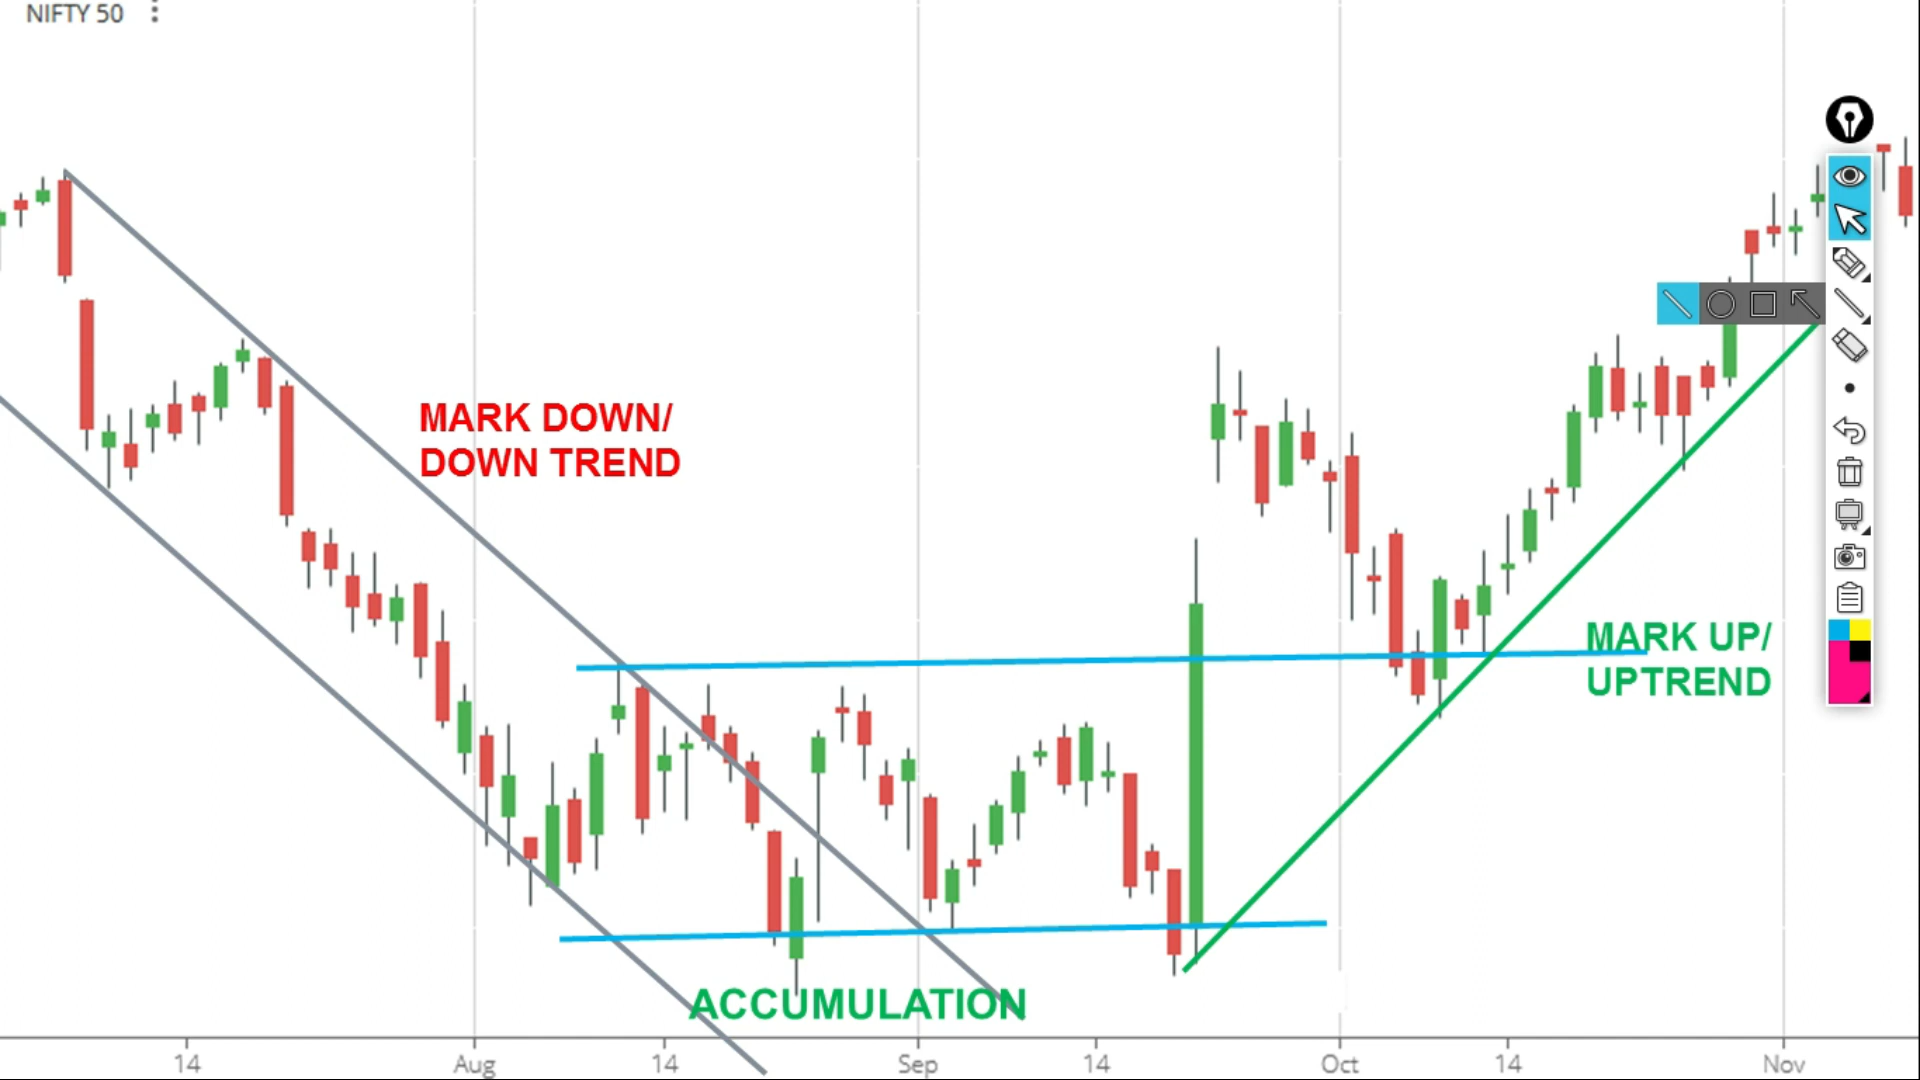 NIFTY 50
MARK DOWN/
DOWN TREND
MARK UP/
UPTREND
ACCUMULATION
14 Aug 14 Sep 14 Oct 14 Nov